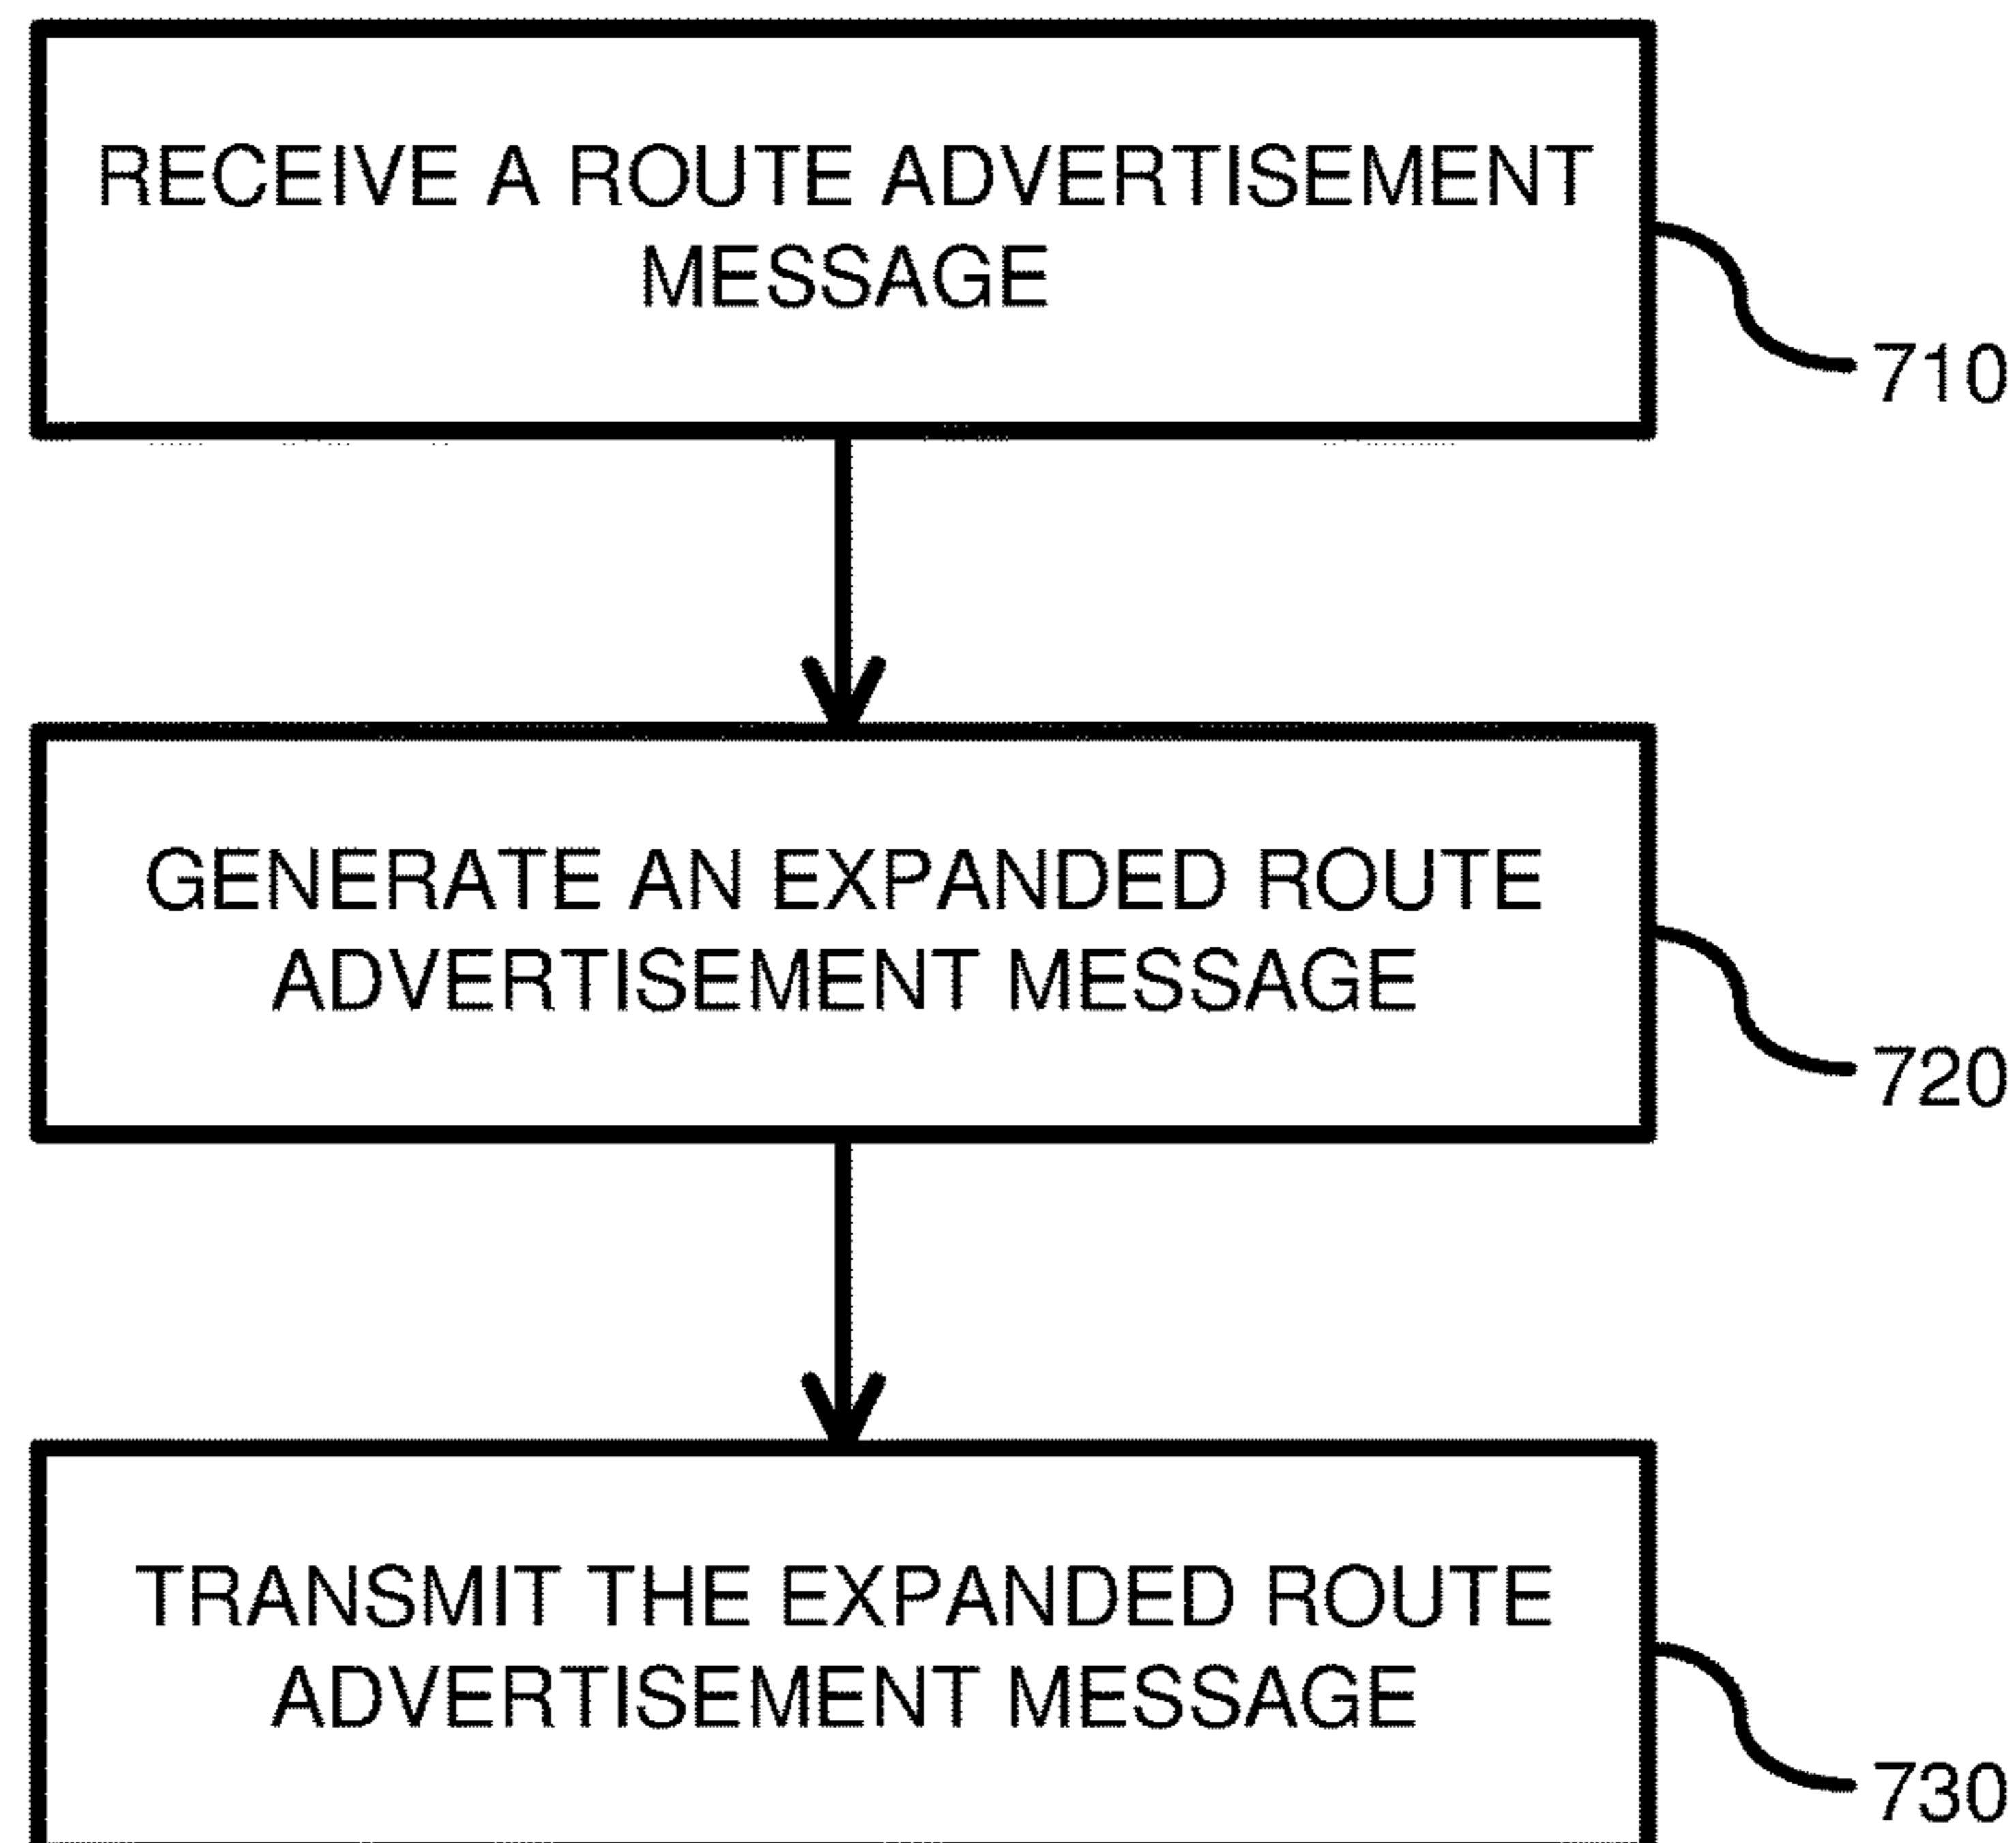 RECEIVE A ROUTE ADVERTISEMENT
MESSAGE
710
GENERATE AN EXPANDED ROUTE
ADVERTISEMENT MESSAGE
720
TRANSMIT THE EXPANDED ROUTE
ADVERTISEMENT MESSAGE
730